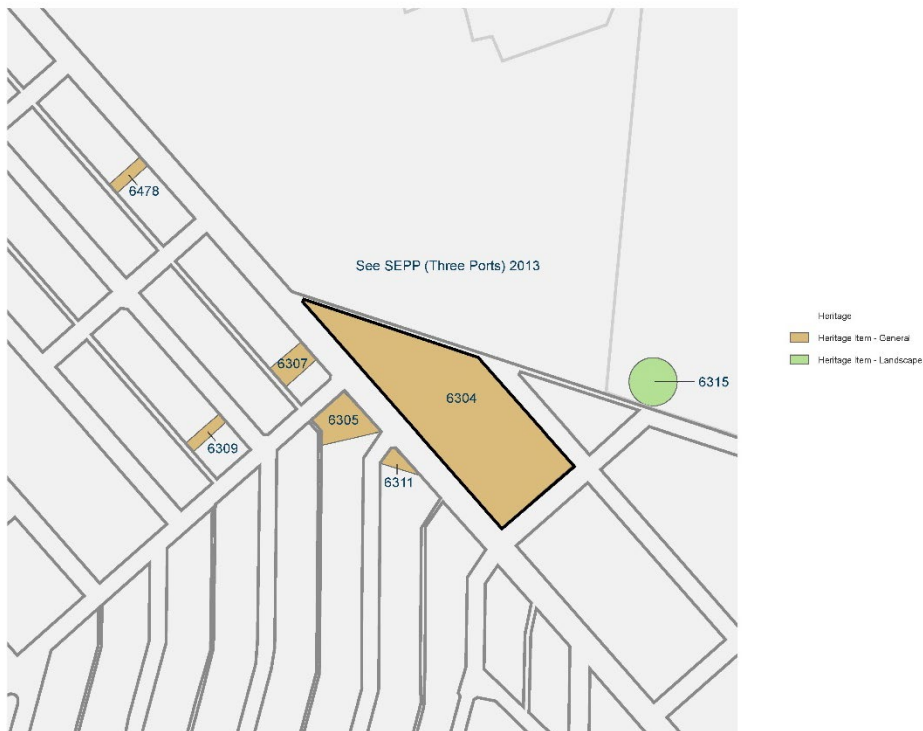 6478
See SEPP (Three Ports) 2013
Heritage
Heritage Item - General
Heritage Item - Landscape
6307
6315
6304
6305
6309
6311